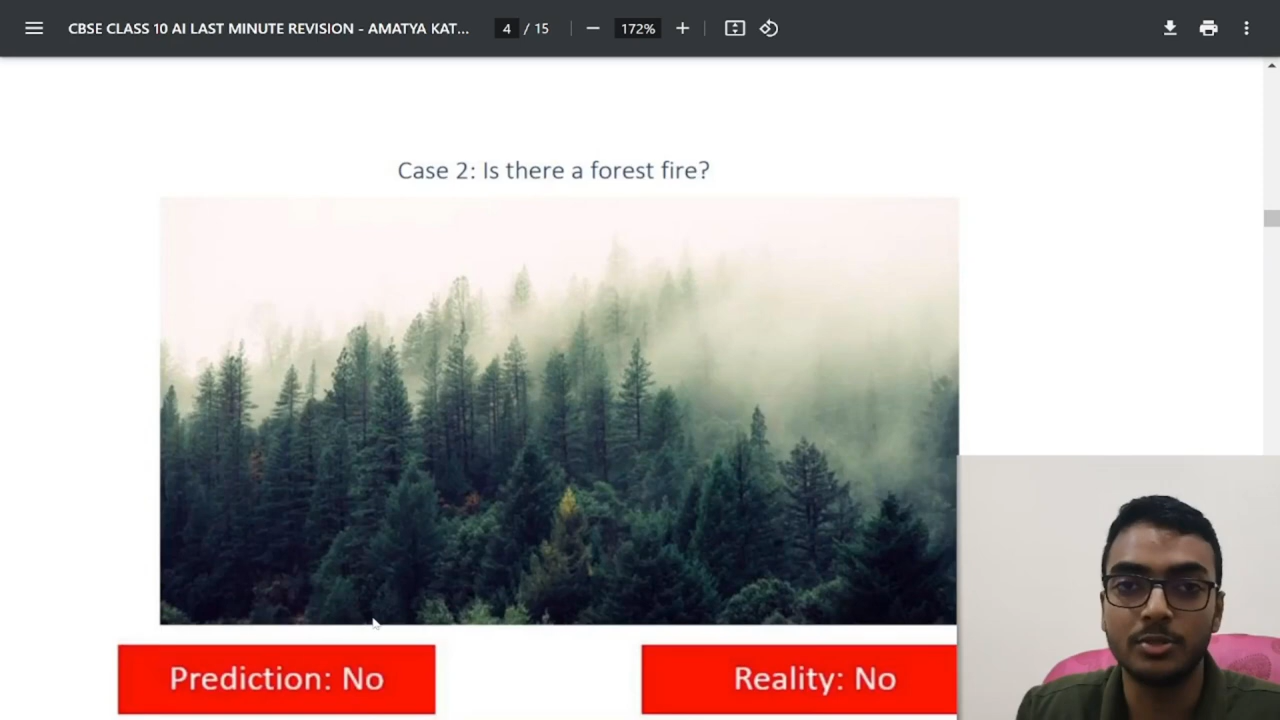 CBSE CLASS 10 AI LAST MINUTE REVISION - AMATYA KAT... 4 / 15 172%
Case 2: Is there a forest fire?
Prediction: No
Reality: No